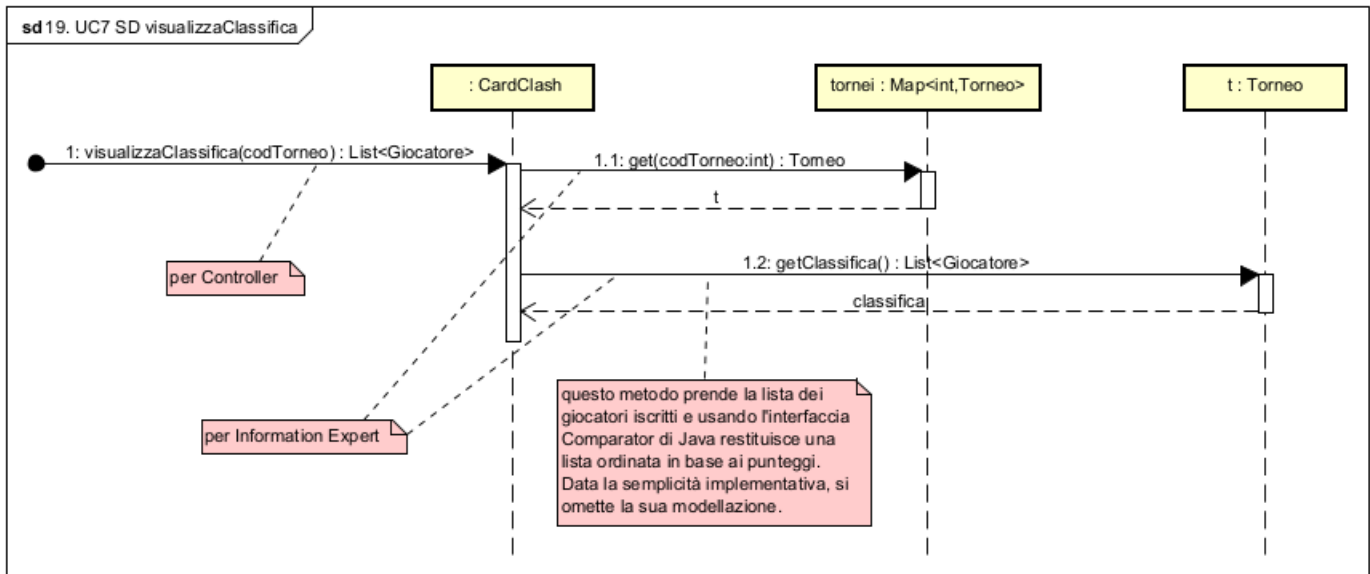 sd 19. UC7 SD visualizzaClassifica
: CardClash
tornei : Map<int,Torneo>
t : Torneo
1: visualizzaClassifica(codTorneo) : List<Giocatore>
1.1: get(codTorneo:int) : Torneo
t
per Controller
1.2: getClassifica() : List<Giocatore>
classifica
per Information Expert
questo metodo prende la lista dei
giocatori iscritti e usando l'interfaccia
Comparator di Java restituisce una
lista ordinata in base ai punteggi.
Data la semplicità implementativa, si
omette la sua modellazione.